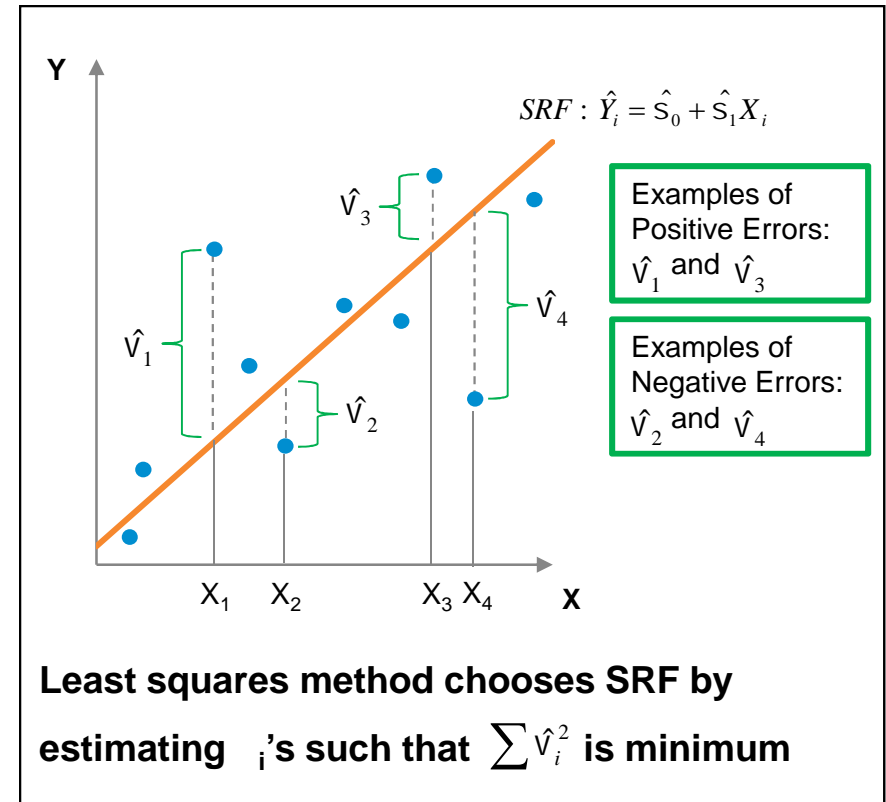 Y
SRF : Ŷᵢ = ŝ₀ + ŝ₁Xᵢ
V̂₃
Examples of
Positive Errors:
V̂₁ and V̂₃
V̂₄
V̂₁
Examples of
Negative Errors:
V̂₂ and V̂₄
V̂₂
X₁ X₂ X₃ X₄ X
Least squares method chooses SRF by
estimating ᵢ's such that ∑ V̂ᵢ² is minimum